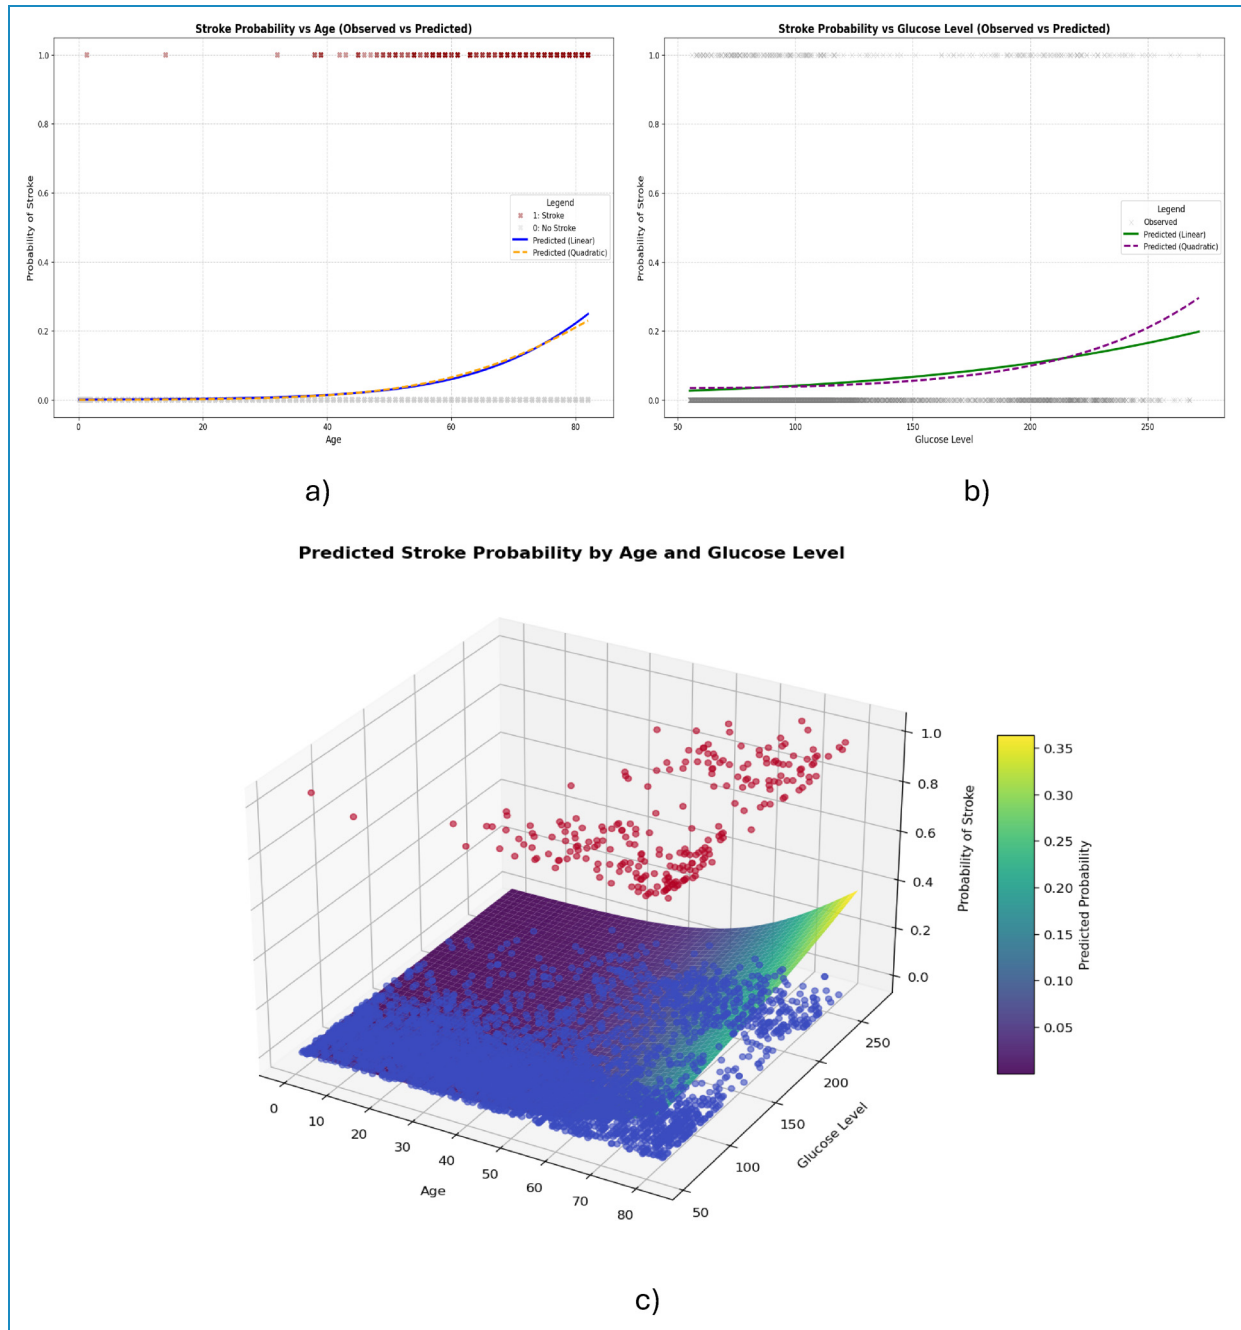 Stroke Probability vs Age (Observed vs Predicted)
1.0
0.8
0.6
0.4
0.2
0.0
Probability of Stroke
0
20
40
60
80
Age
Legend
1: Stroke
0: No Stroke
Predicted (Linear)
Predicted (Quadratic)
a)
Stroke Probability vs Glucose Level (Observed vs Predicted)
1.0
0.8
0.6
0.4
0.2
0.0
Probability of Stroke
50
100
150
200
250
Glucose Level
Legend
Observed
Predicted (Linear)
Predicted (Quadratic)
b)
Predicted Stroke Probability by Age and Glucose Level
0
10
20
30
40
50
60
70
80
Age
50
100
150
200
250
Glucose Level
1.0
0.8
0.6
0.4
0.2
0.0
Probability of Stroke
0.35
0.30
0.25
0.20
0.15
0.10
0.05
Predicted Probability
c)